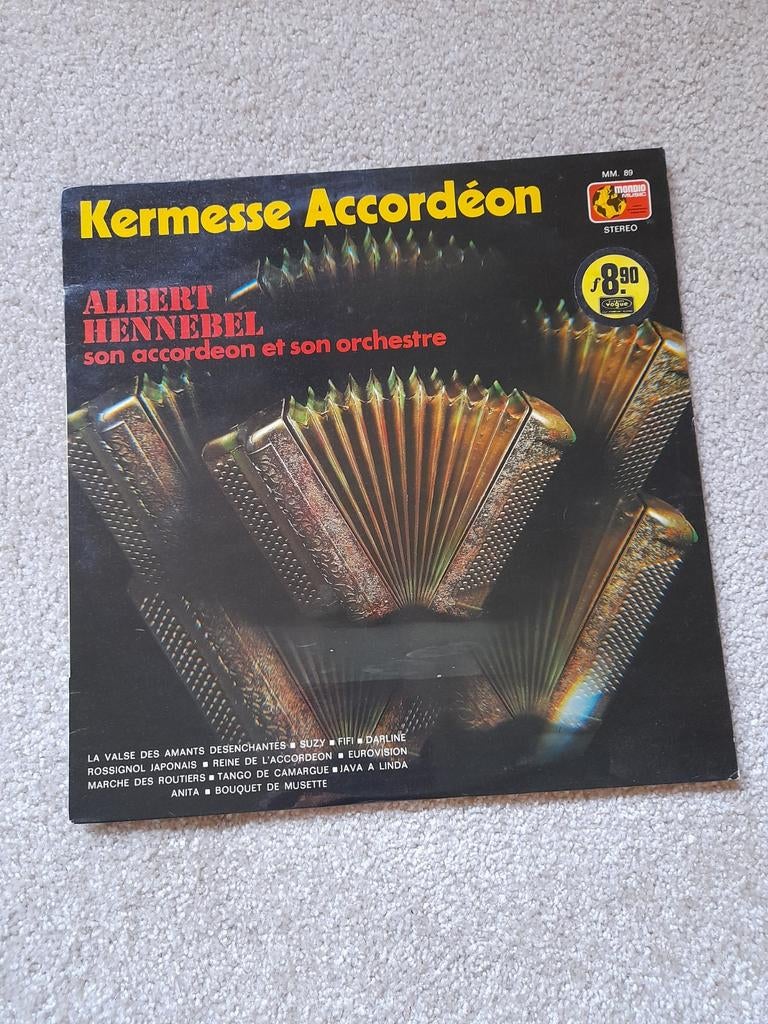 MM. 89
Kermesse Accordéon
MONDIO
MUSIC
STEREO
ƒ8.90
vogue
ALBERT
HENNEBEL
son accordeon et son orchestre
LA VALSE DES AMANTS DESENCHANTES ■ SUZY ■ FIFI ■ DARLINE
ROSSIGNOL JAPONAIS ■ REINE DE L'ACCORDEON ■ EUROVISION
MARCHE DES ROUTIERS ■ TANGO DE CAMARGUE ■ JAVA A LINDA
ANITA ■ BOUQUET DE MUSETTE